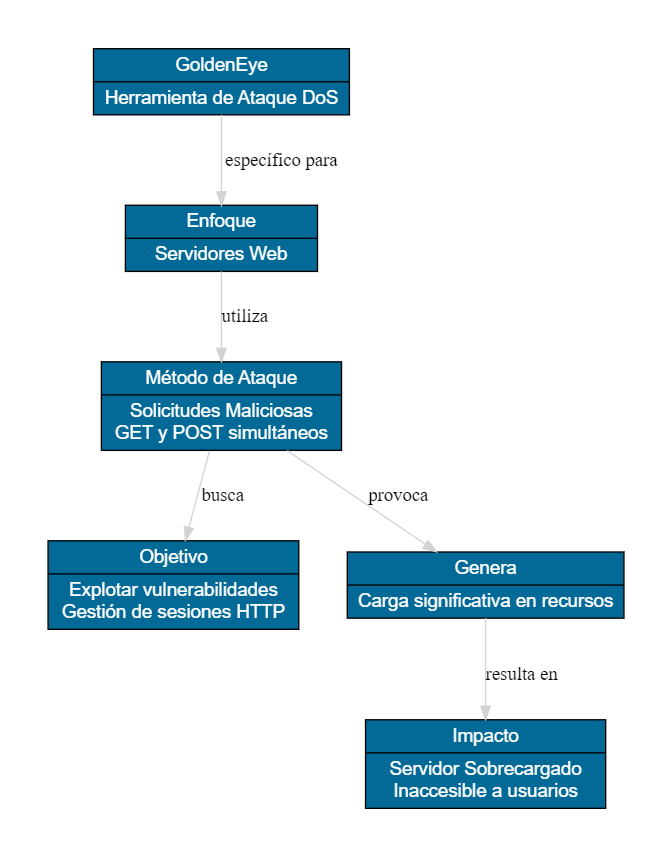 GoldenEye
Herramienta de Ataque DoS
específico para
Enfoque
Servidores Web
utiliza
Método de Ataque
Solicitudes Maliciosas
GET y POST simultáneos
busca
provoca
Objetivo
Explotar vulnerabilidades
Gestión de sesiones HTTP
Genera
Carga significativa en recursos
resulta en
Impacto
Servidor Sobrecargado
Inaccesible a usuarios